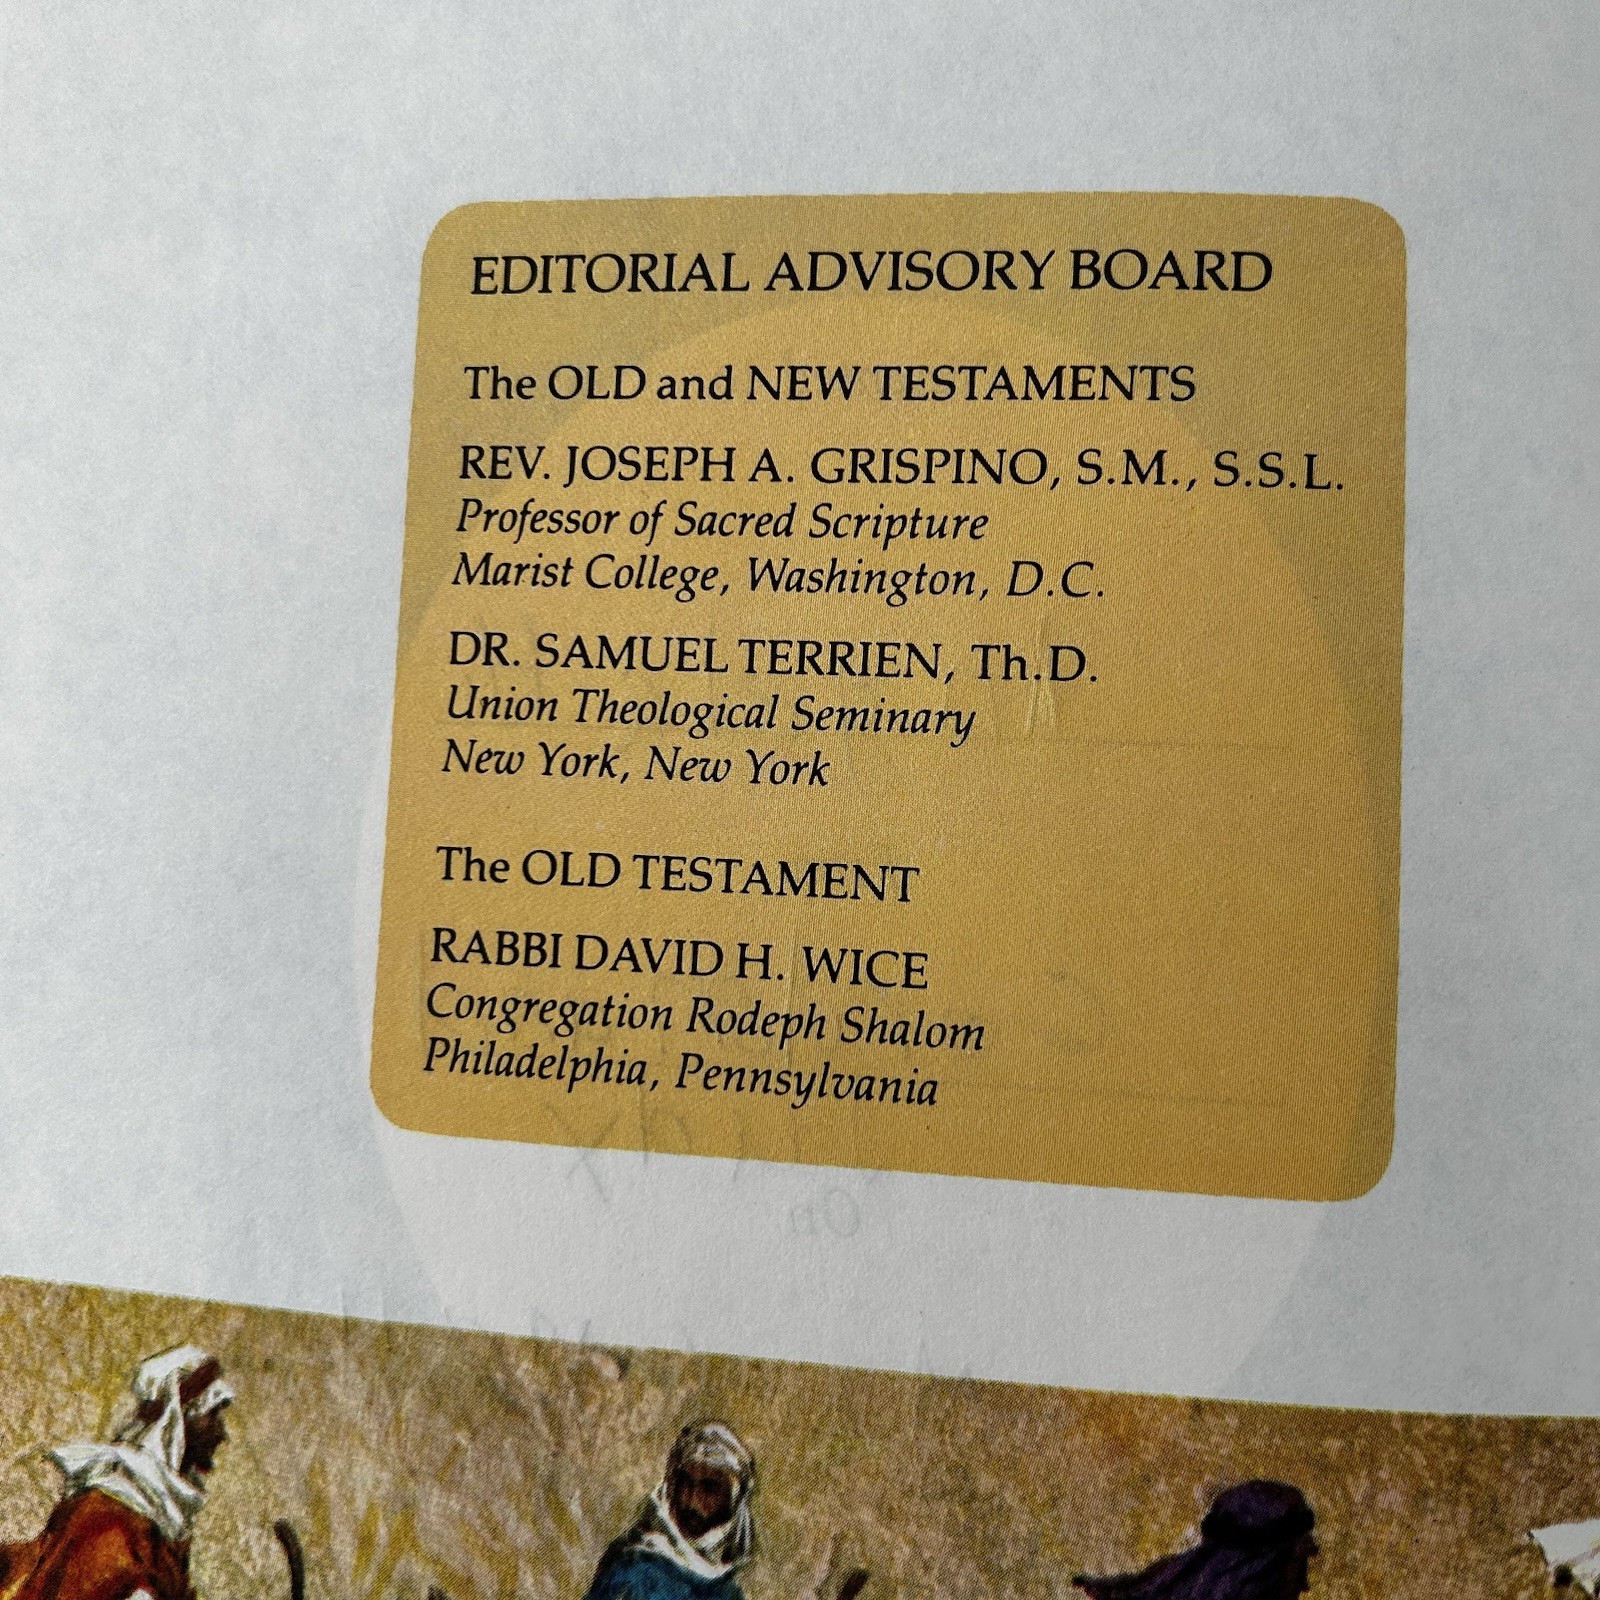 EDITORIAL ADVISORY BOARD
The OLD and NEW TESTAMENTS
REV. JOSEPH A. GRISPINO, S.M., S.S.L.
Professor of Sacred Scripture
Marist College, Washington, D.C.
DR. SAMUEL TERRIEN, Th.D.
Union Theological Seminary
New York, New York
The OLD TESTAMENT
RABBI DAVID H. WICE
Congregation Rodeph Shalom
Philadelphia, Pennsylvania